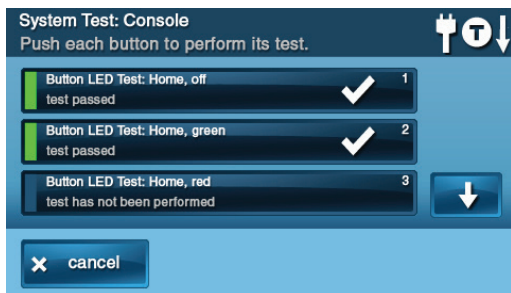 System Test: Console
Push each button to perform its test.
T
Button LED Test: Home, off
1
test passed
Button LED Test: Home, green
2
test passed
Button LED Test: Home, red
3
test has not been performed
cancel